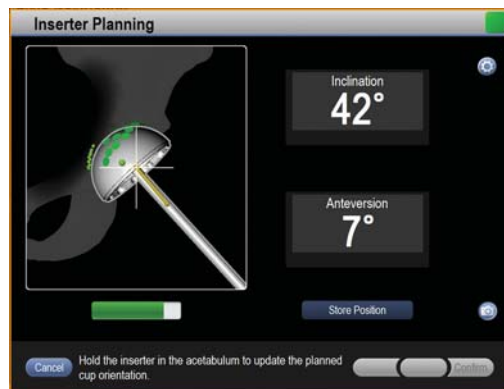 Inserter Planning
Inclination
42°
Anteversion
7°
Store Position
Cancel
Hold the inserter in the acetabulum to update the planned
cup orientation.
Confirm